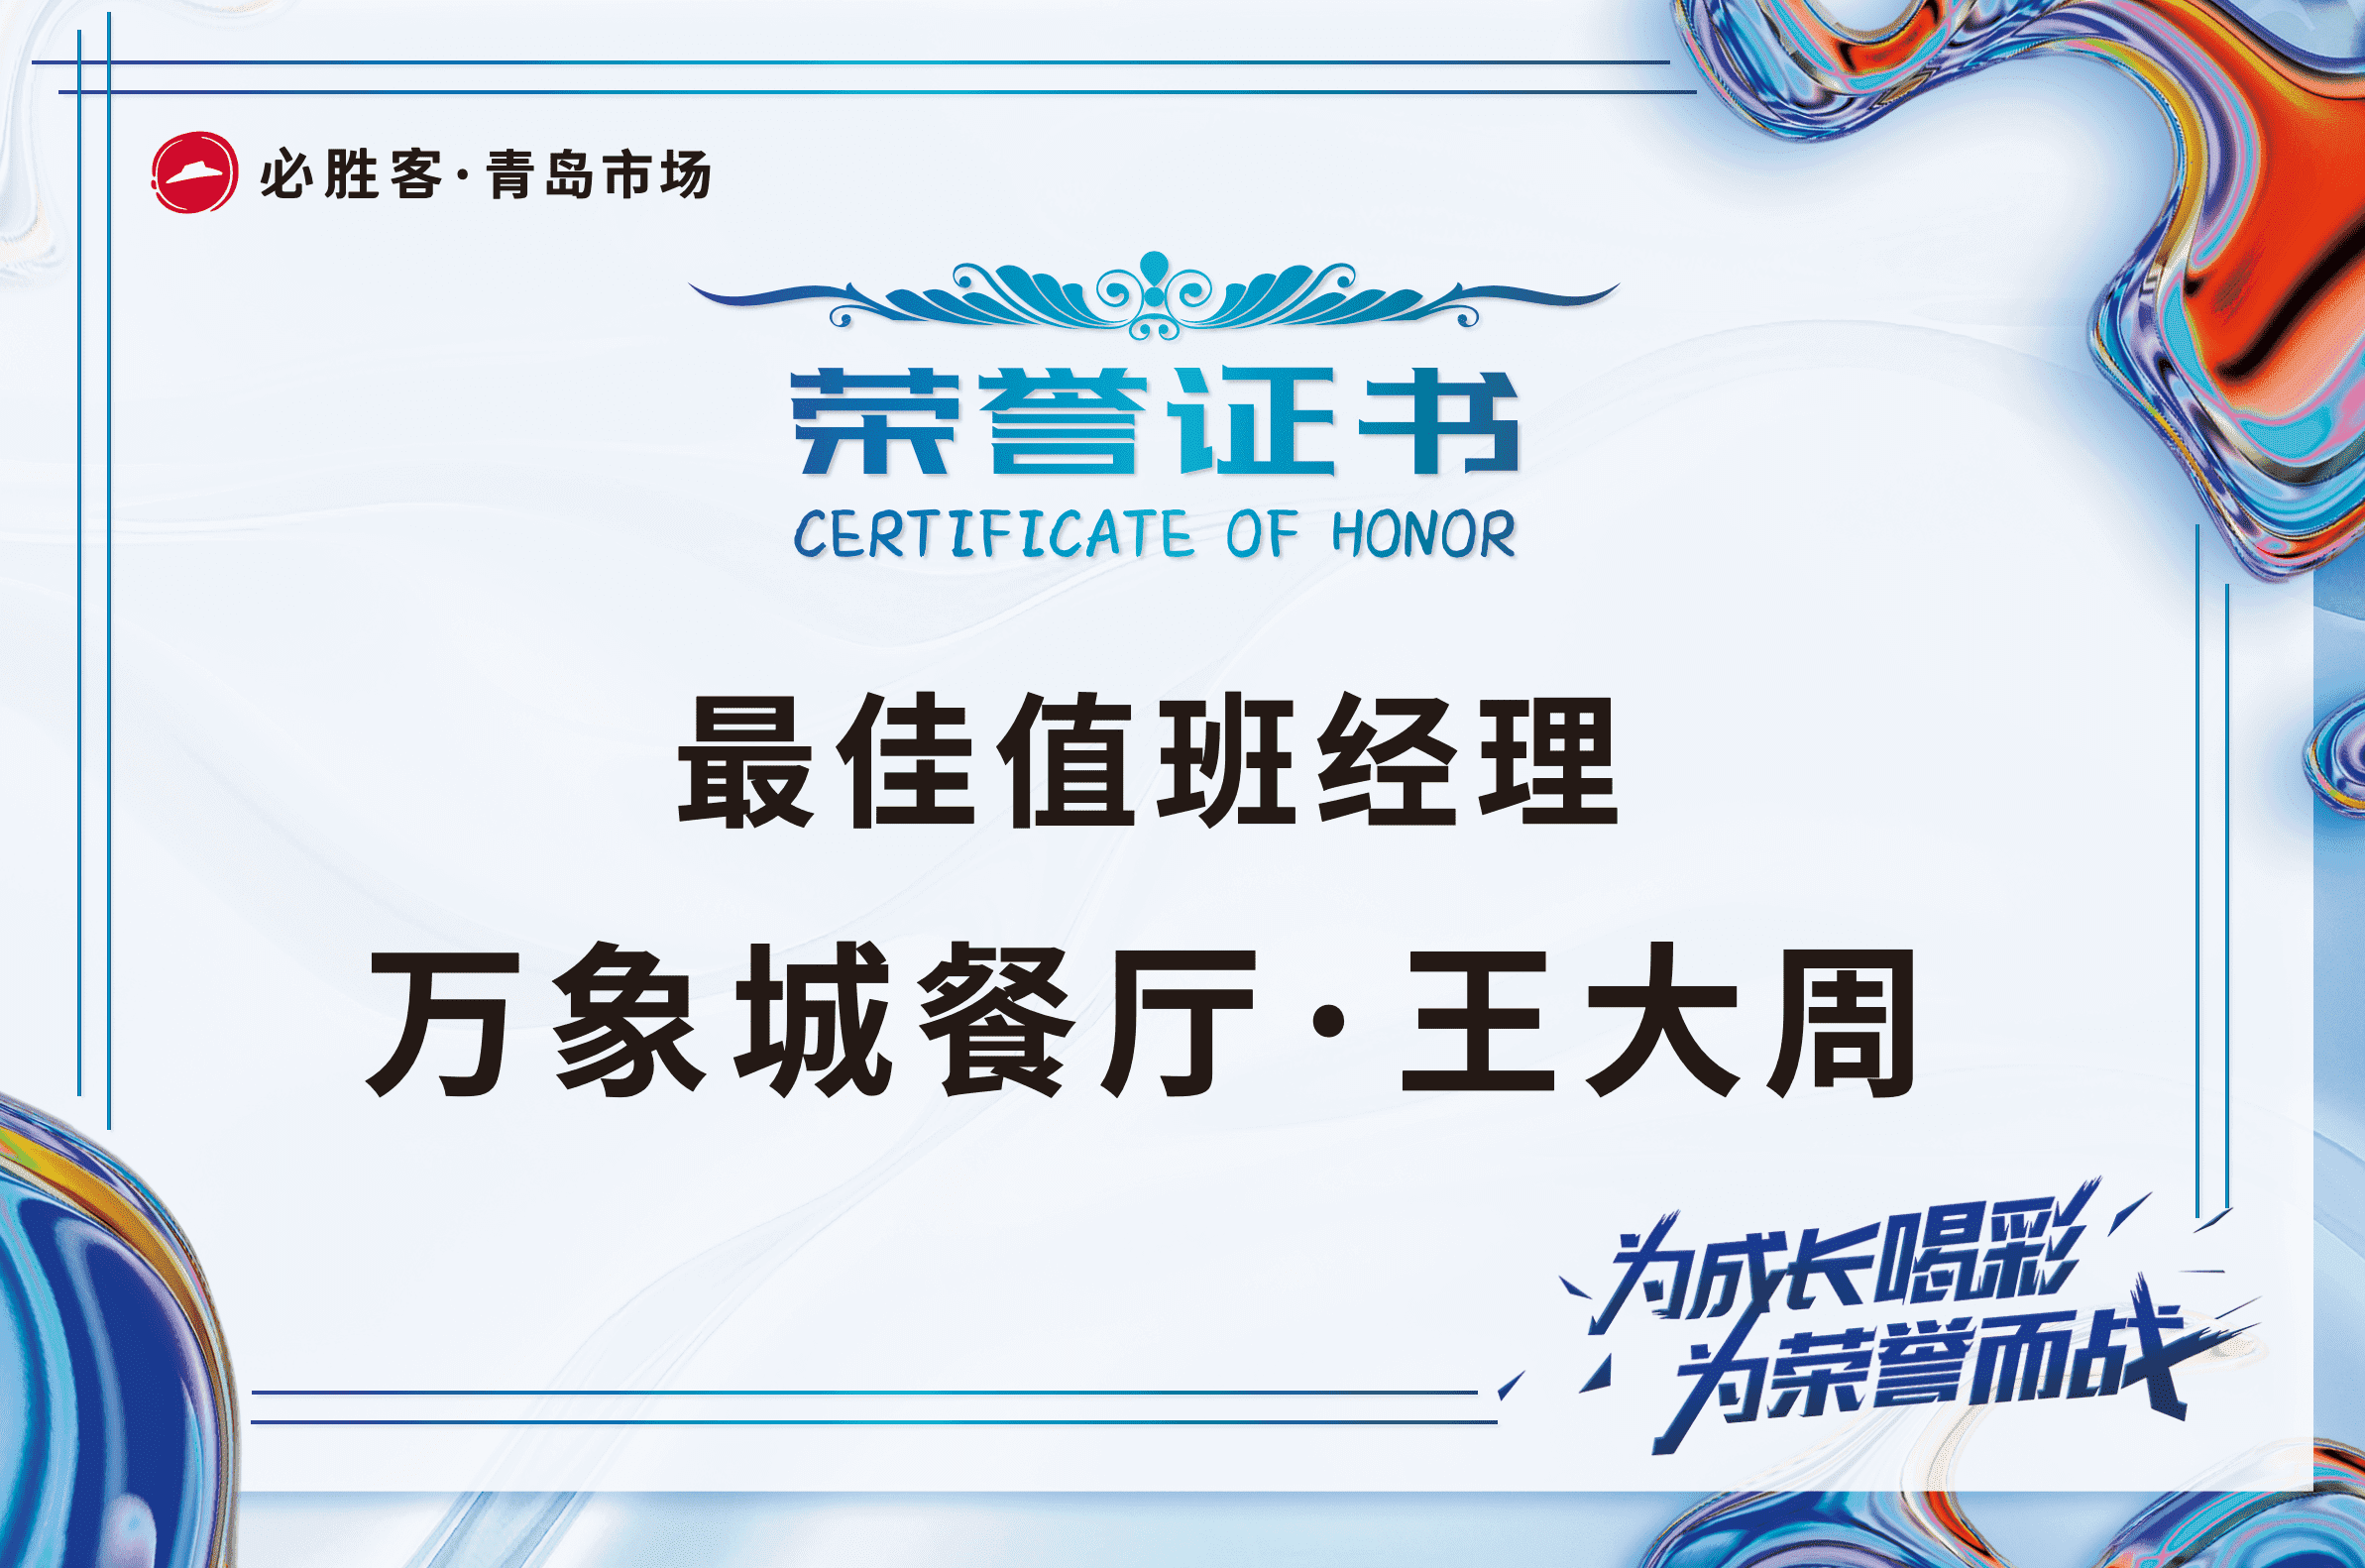 必胜客·青岛市场
荣誉证书
CERTIFICATE OF HONOR
最佳值班经理
万象城餐厅·王大周
为成长喝彩
为荣誉而战